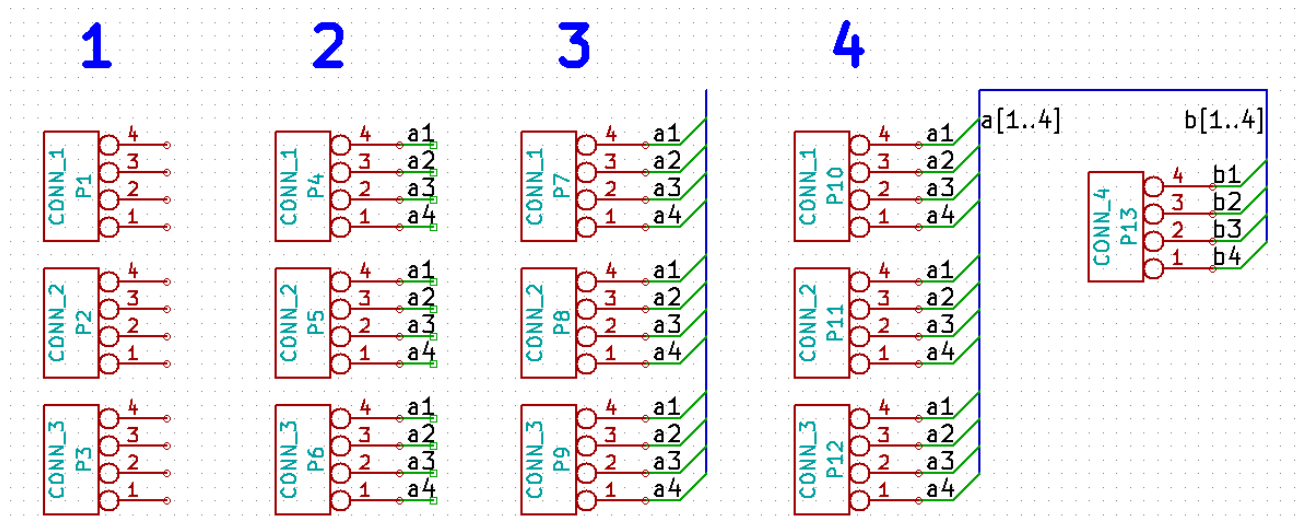 1 2 3 4
a[1..4] b[1..4]
CONN_1 P1 4 3 2 1
CONN_2 P2 4 3 2 1
CONN_3 P3 4 3 2 1
CONN_1 P4 4 3 2 1 a1 a2 a3 a4
CONN_2 P5 4 3 2 1 a1 a2 a3 a4
CONN_3 P6 4 3 2 1 a1 a2 a3 a4
CONN_1 P7 4 3 2 1 a1 a2 a3 a4
CONN_2 P8 4 3 2 1 a1 a2 a3 a4
CONN_3 P9 4 3 2 1 a1 a2 a3 a4
CONN_1 P10 4 3 2 1 a1 a2 a3 a4
CONN_2 P11 4 3 2 1 a1 a2 a3 a4
CONN_3 P12 4 3 2 1 a1 a2 a3 a4
CONN_4 P13 4 3 2 1 b1 b2 b3 b4